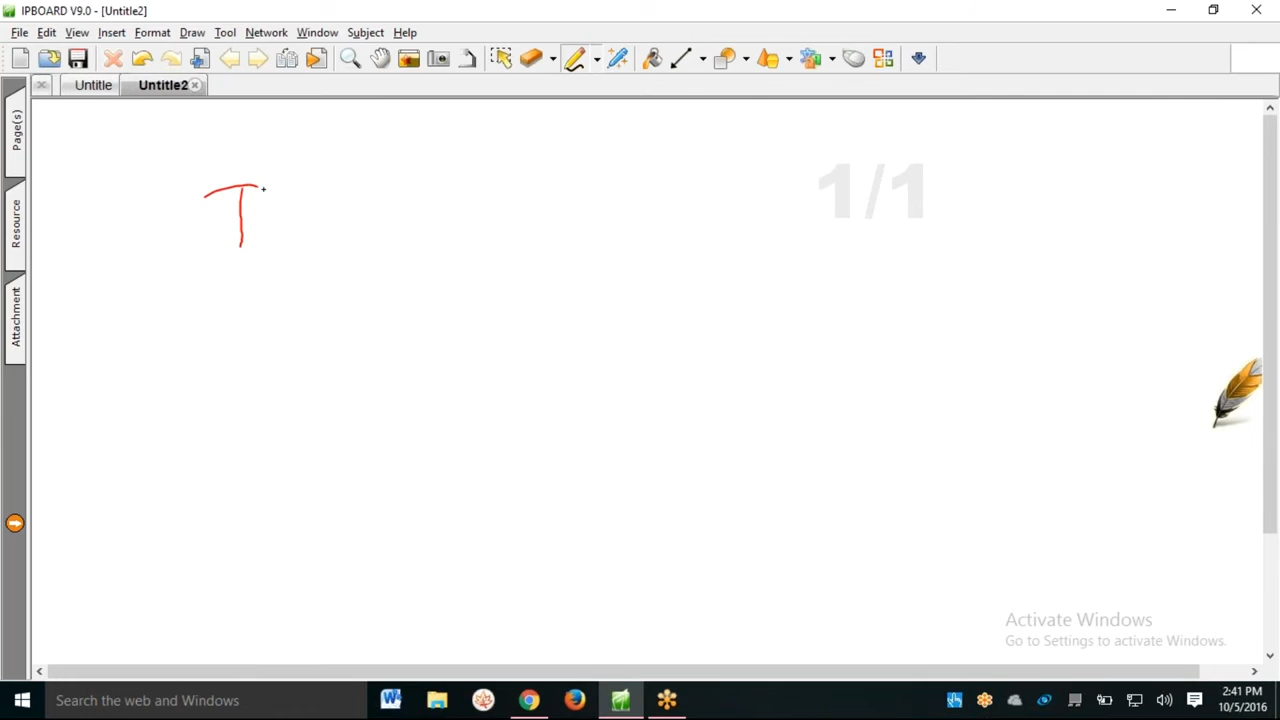 IPBOARD V9.0 - [Untitle2]
File Edit View Insert Format Draw Tool Network Window Subject Help
Untitle Untitle2
Page(s)
Resource
Attachment
T
1/1
Activate Windows
Go to Settings to activate Windows.
Search the web and Windows
2:41 PM
10/5/2016